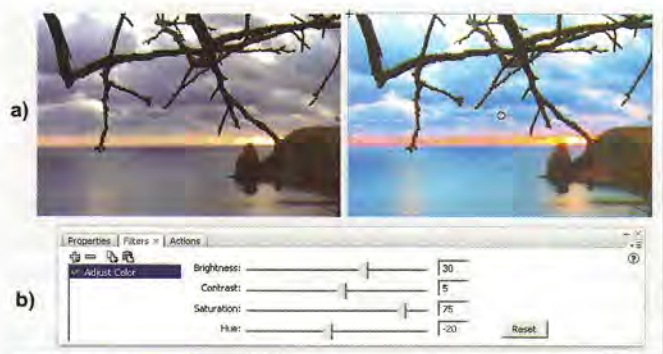 a)
Properties Filters × Actions
Adjust Color
Brightness: 30
Contrast: 5
Saturation: 75
Hue: -20
Reset
b)